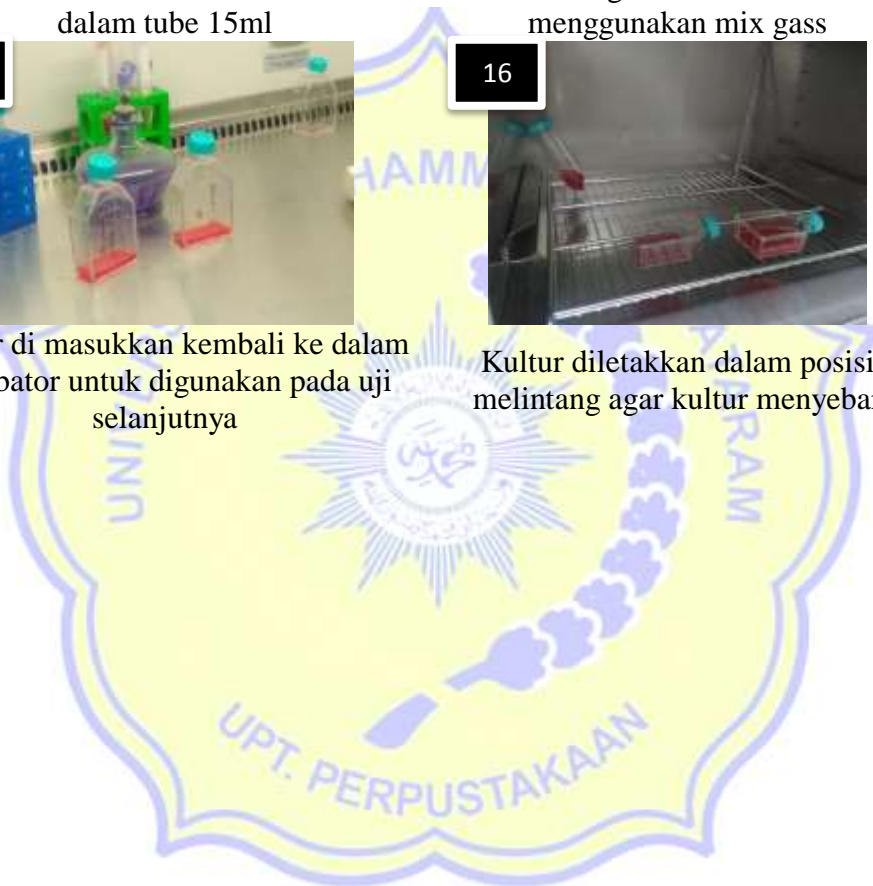 dalam tube 15ml
menggunakan mix gass
16
di masukkan kembali ke dalam
untuk digunakan pada uji
selanjutnya
Kultur diletakkan dalam posisi
melintang agar kultur menyebar
UPT. PERPUSTAKAAN